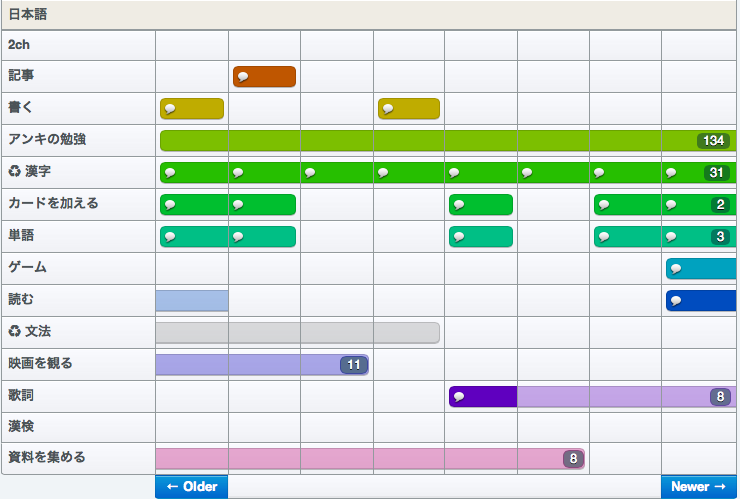 日本語
2ch
記事
書く
アンキの勉強 134
♻ 漢字 31
カードを加える 2
単語 3
ゲーム
読む
♻ 文法
映画を観る 11
歌詞 8
漢検
資料を集める 8
← Older Newer →